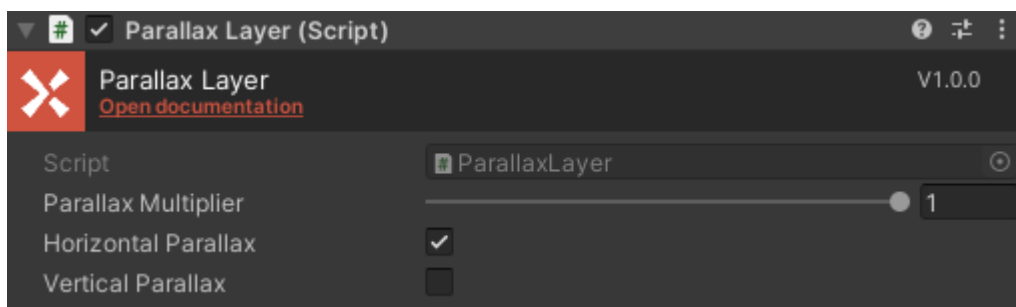 Parallax Layer (Script)
Parallax Layer
V1.0.0
Open documentation
Script
ParallaxLayer
Parallax Multiplier
1
Horizontal Parallax
Vertical Parallax